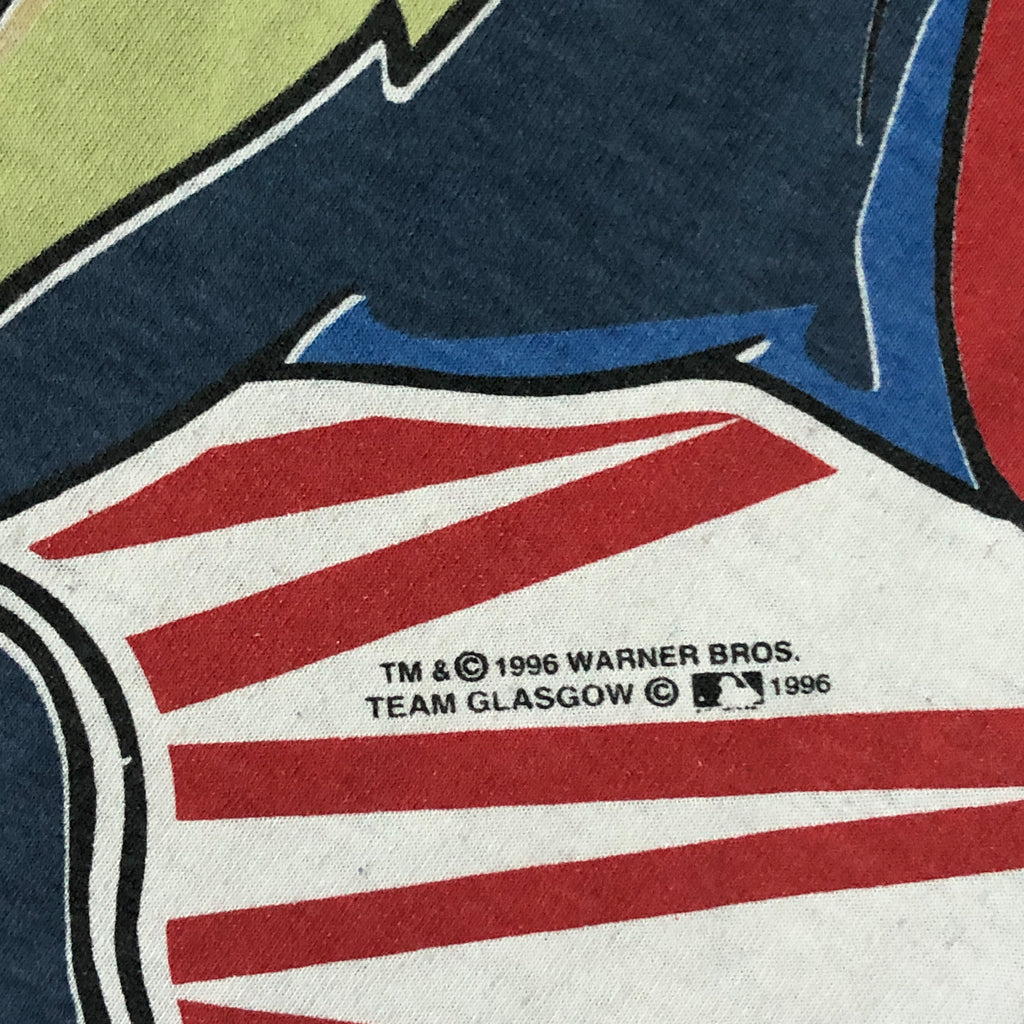 TM & © 1996 WARNER BROS.
TEAM GLASGOW © 1996